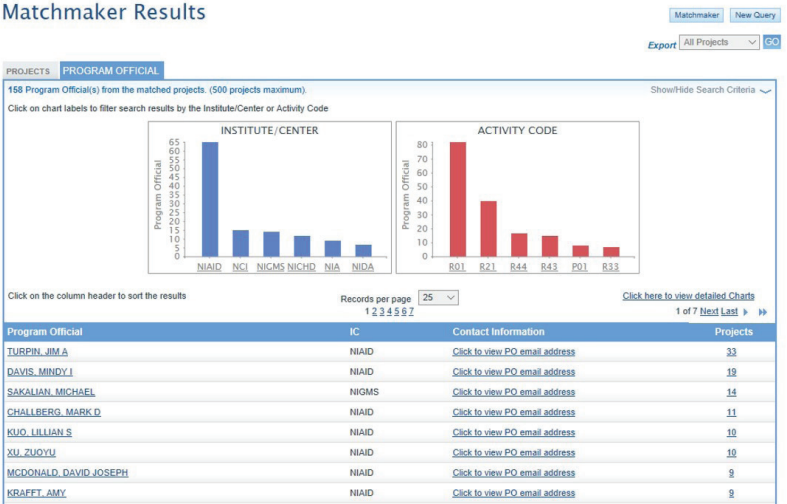 Matchmaker Results
Matchmaker
New Query
Export All Projects GO
PROJECTS PROGRAM OFFICIAL
158 Program Official(s) from the matched projects. (500 projects maximum).
Show/Hide Search Criteria
Click on chart labels to filter search results by the Institute/Center or Activity Code
INSTITUTE/CENTER
Program Official
65
60
55
50
45
40
35
30
25
20
15
10
5
0
NIAID NCI NIGMS NICHD NIA NIDA
ACTIVITY CODE
Program Official
80
70
60
50
40
30
20
10
0
R01 R21 R44 R43 P01 R33
Click on the column header to sort the results
Records per page 25
1 2 3 4 5 6 7
Click here to view detailed Charts
1 of 7 Next Last
Program Official IC Contact Information Projects
TURPIN, JIM A NIAID Click to view PO email address 33
DAVIS, MINDY I NIAID Click to view PO email address 19
SAKALIAN, MICHAEL NIGMS Click to view PO email address 14
CHALLBERG, MARK D NIAID Click to view PO email address 11
KUO, LILLIAN S NIAID Click to view PO email address 10
XU, ZUOYU NIAID Click to view PO email address 10
MCDONALD, DAVID JOSEPH NIAID Click to view PO email address 9
KRAFFT, AMY NIAID Click to view PO email address 9